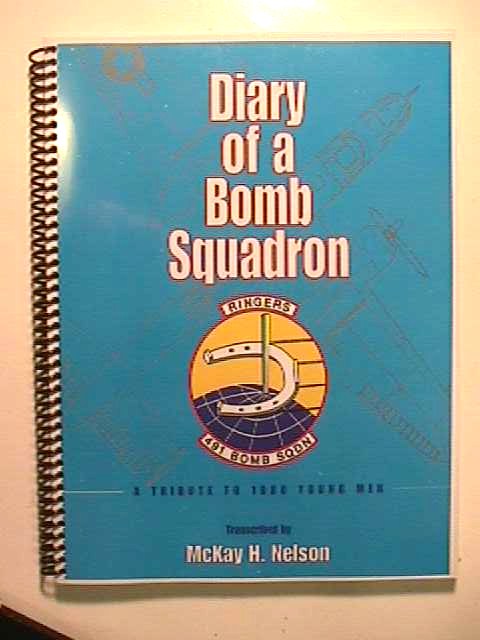 Diary
of a
Bomb
Squadron
RINGERS
491 BOMB SQDN
A TRIBUTE TO 1000 YOUNG MEN
Transcribed by
McKay H. Nelson